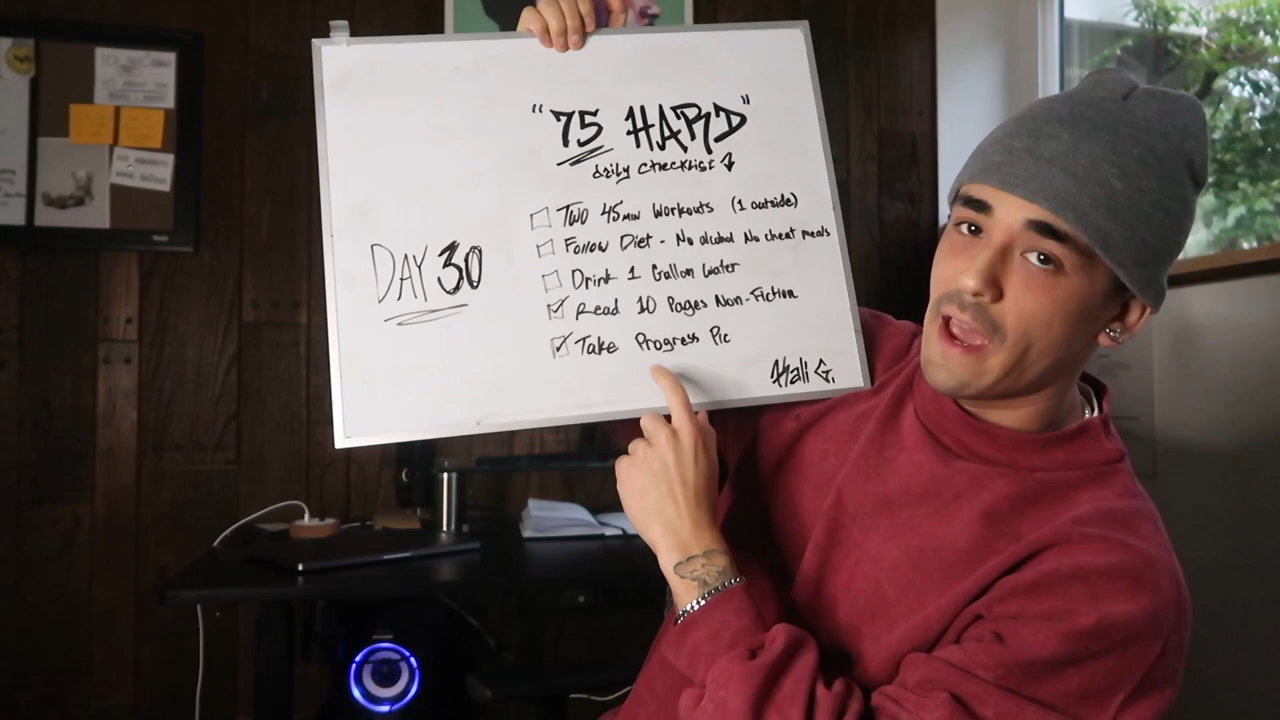 "75 HARD"
daily checklist
Two 45min Workouts (1 outside)
Follow Diet - No alcohol No cheat meals
DAY 30
Drink 1 Gallon Water
Read 10 Pages Non-Fiction
Take Progress Pic
Kali G.